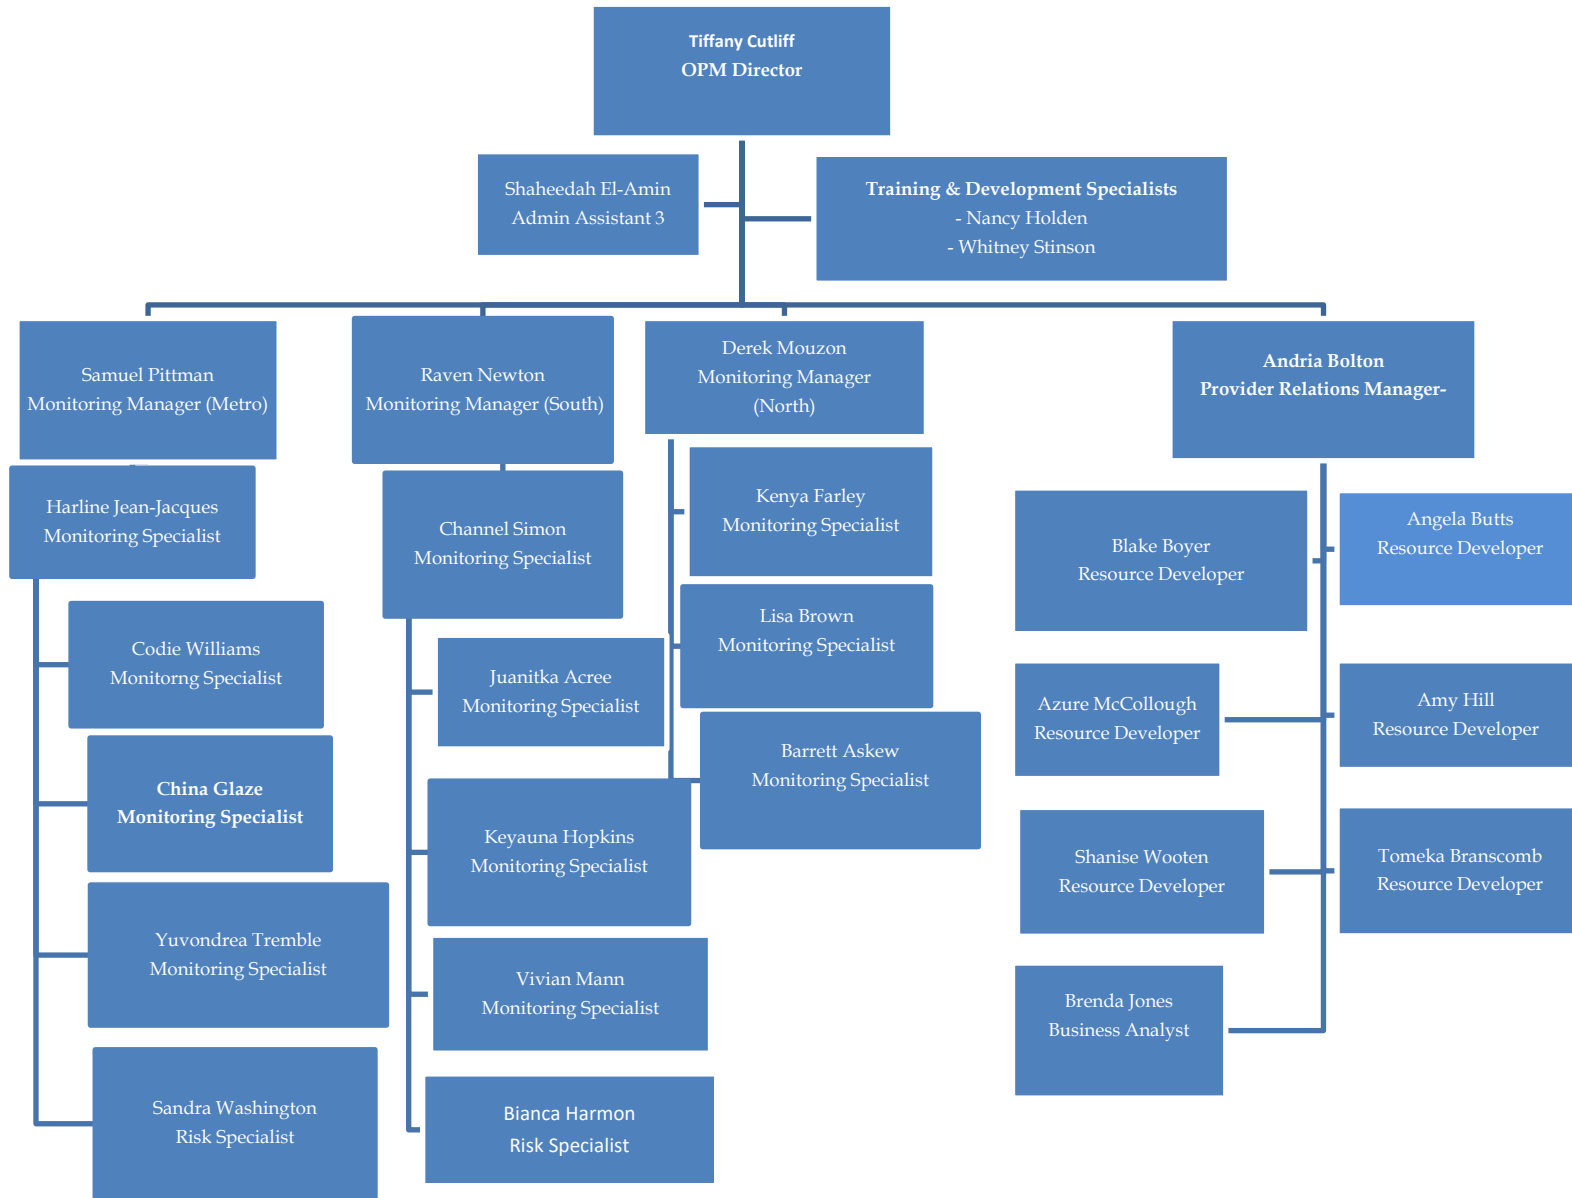 Tiffany Cutliff
OPM Director
Shaheedah El-Amin
Admin Assistant 3
Training & Development Specialists
- Nancy Holden
- Whitney Stinson
Samuel Pittman
Monitoring Manager (Metro)
Raven Newton
Monitoring Manager (South)
Derek Mouzon
Monitoring Manager
(North)
Andria Bolton
Provider Relations Manager-
Harline Jean-Jacques
Monitoring Specialist
Codie Williams
Monitorng Specialist
China Glaze
Monitoring Specialist
Yuvondrea Tremble
Monitoring Specialist
Sandra Washington
Risk Specialist
Channel Simon
Monitoring Specialist
Juanitka Acree
Monitoring Specialist
Keyauna Hopkins
Monitoring Specialist
Vivian Mann
Monitoring Specialist
Bianca Harmon
Risk Specialist
Kenya Farley
Monitoring Specialist
Lisa Brown
Monitoring Specialist
Barrett Askew
Monitoring Specialist
Blake Boyer
Resource Developer
Angela Butts
Resource Developer
Azure McCollough
Resource Developer
Amy Hill
Resource Developer
Shanise Wooten
Resource Developer
Tomeka Branscomb
Resource Developer
Brenda Jones
Business Analyst